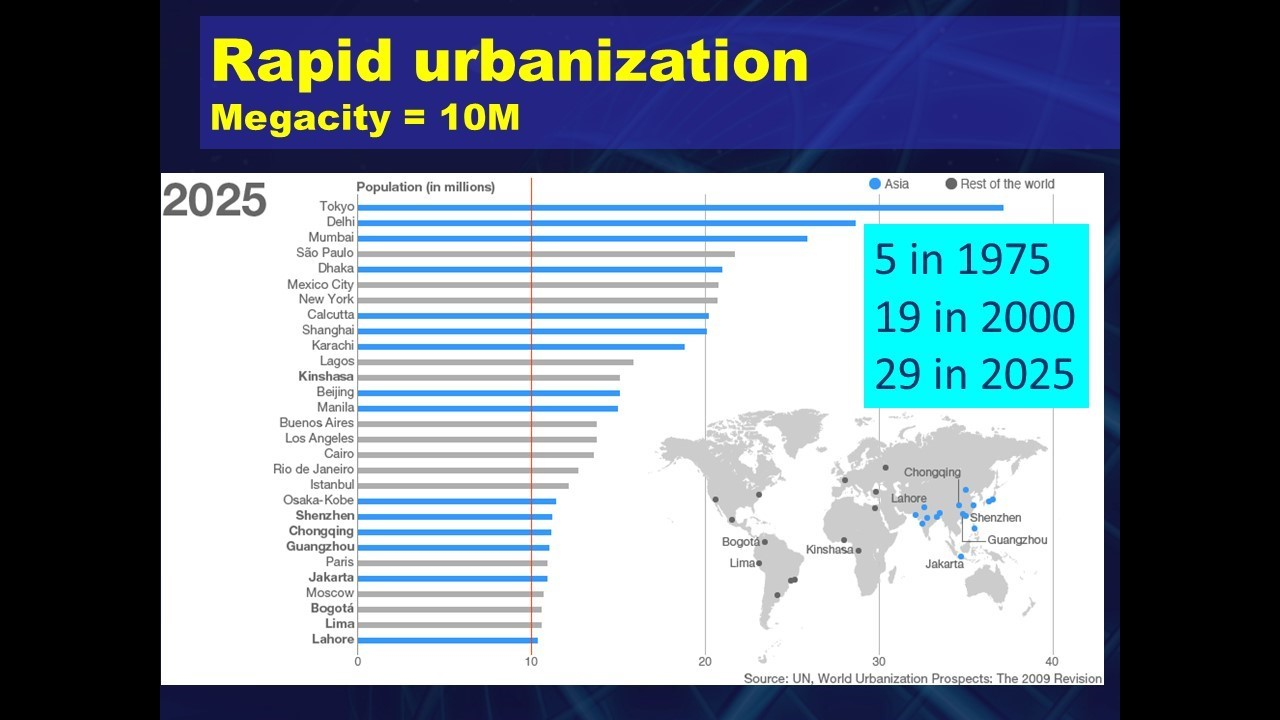 Rapid urbanization
Megacity = 10M
2025
Population (in millions)
Asia
Rest of the world
Tokyo
Delhi
Mumbai
São Paulo
Dhaka
Mexico City
New York
Calcutta
Shanghai
Karachi
Lagos
Kinshasa
Beijing
Manila
Buenos Aires
Los Angeles
Cairo
Rio de Janeiro
Istanbul
Osaka-Kobe
Shenzhen
Chongqing
Guangzhou
Paris
Jakarta
Moscow
Bogotá
Lima
Lahore
0 10 20 30 40
5 in 1975
19 in 2000
29 in 2025
Chongqing
Lahore
Shenzhen
Guangzhou
Bogotá
Kinshasa
Lima
Jakarta
Source: UN, World Urbanization Prospects: The 2009 Revision